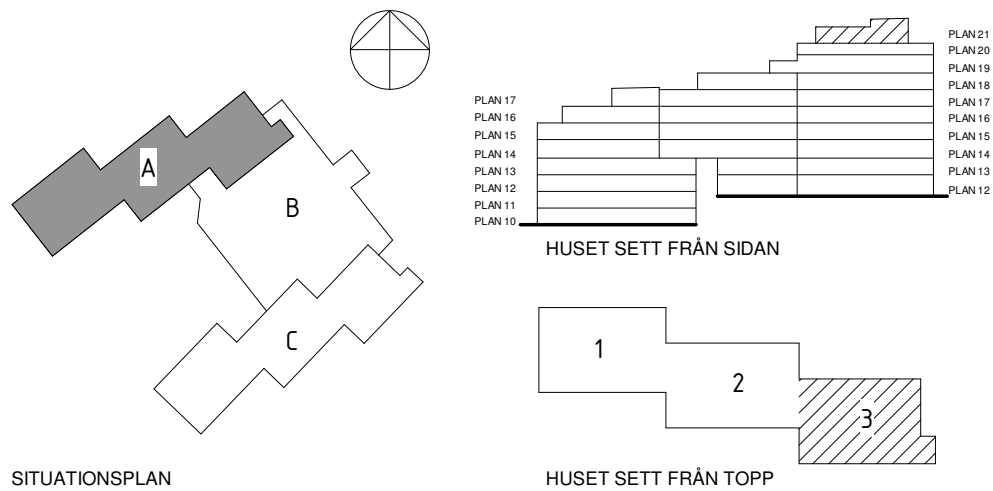 A
B
C
SITUATIONSPLAN
PLAN 17
PLAN 16
PLAN 15
PLAN 14
PLAN 13
PLAN 12
PLAN 11
PLAN 10
PLAN 21
PLAN 20
PLAN 19
PLAN 18
PLAN 17
PLAN 16
PLAN 15
PLAN 14
PLAN 13
PLAN 12
HUSET SETT FRÅN SIDAN
1
2
3
HUSET SETT FRÅN TOPP